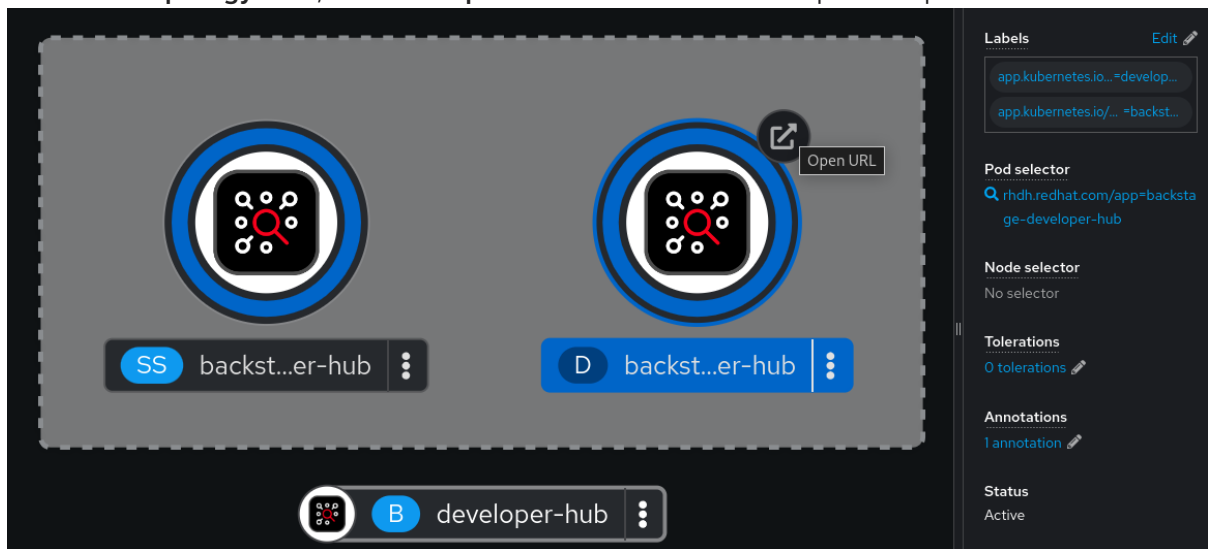 Labels
Edit
app.kubernetes.io...=develop...
app.kubernetes.io/... =backst...
Open URL
Pod selector
rhdh.redhat.com/app=backsta
ge-developer-hub
Node selector
No selector
SS backst...er-hub
D backst...er-hub
Tolerations
0 tolerations
Annotations
1 annotation
B developer-hub
Status
Active